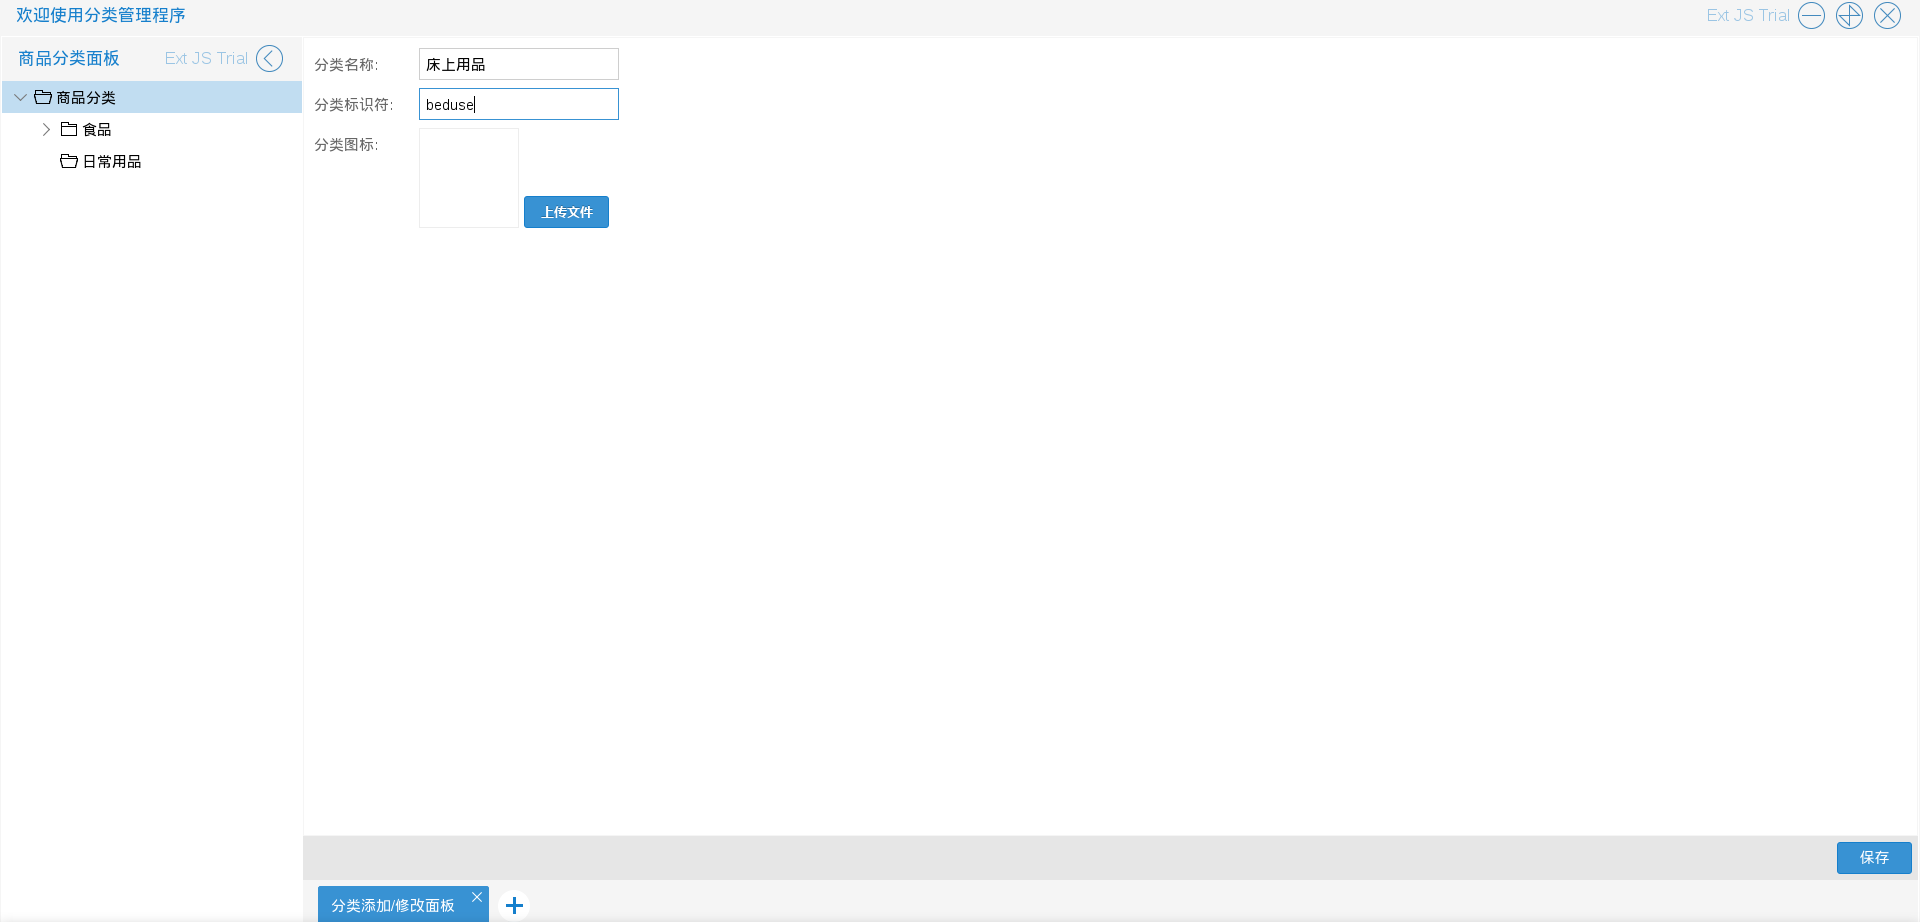 欢迎使用分类管理程序
Ext JS Trial
商品分类面板
Ext JS Trial
商品分类
食品
日常用品
分类名称: 床上用品
分类标识符: beduse
分类图标:
上传文件
保存
分类添加/修改面板